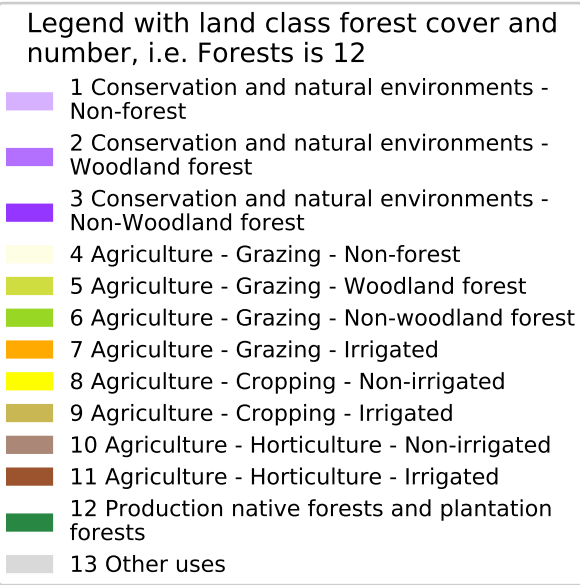 Legend with land class forest cover and
number, i.e. Forests is 12
1 Conservation and natural environments -
Non-forest
2 Conservation and natural environments -
Woodland forest
3 Conservation and natural environments -
Non-Woodland forest
4 Agriculture - Grazing - Non-forest
5 Agriculture - Grazing - Woodland forest
6 Agriculture - Grazing - Non-woodland forest
7 Agriculture - Grazing - Irrigated
8 Agriculture - Cropping - Non-irrigated
9 Agriculture - Cropping - Irrigated
10 Agriculture - Horticulture - Non-irrigated
11 Agriculture - Horticulture - Irrigated
12 Production native forests and plantation
forests
13 Other uses